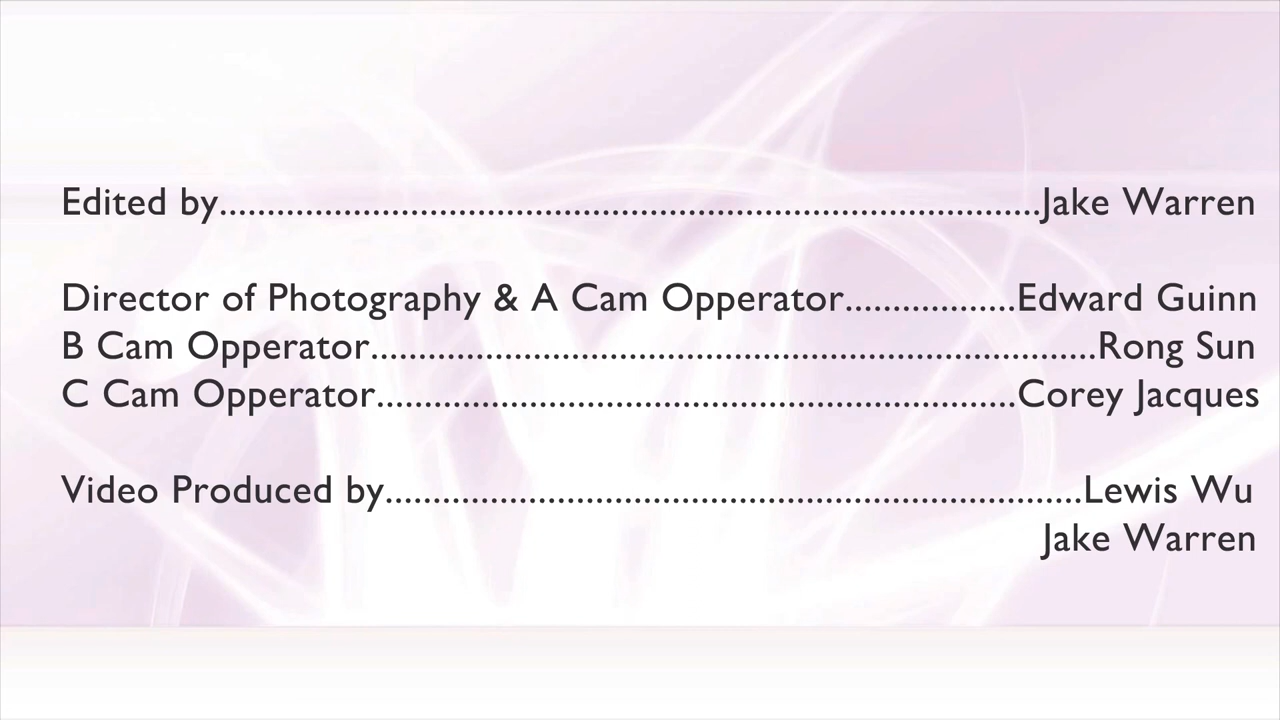 Edited by.....................................................................................Jake Warren
Director of Photography & A Cam Opperator..................Edward Guinn
B Cam Opperator............................................................................Rong Sun
C Cam Opperator...................................................................Corey Jacques
Video Produced by.........................................................................Lewis Wu
Jake Warren